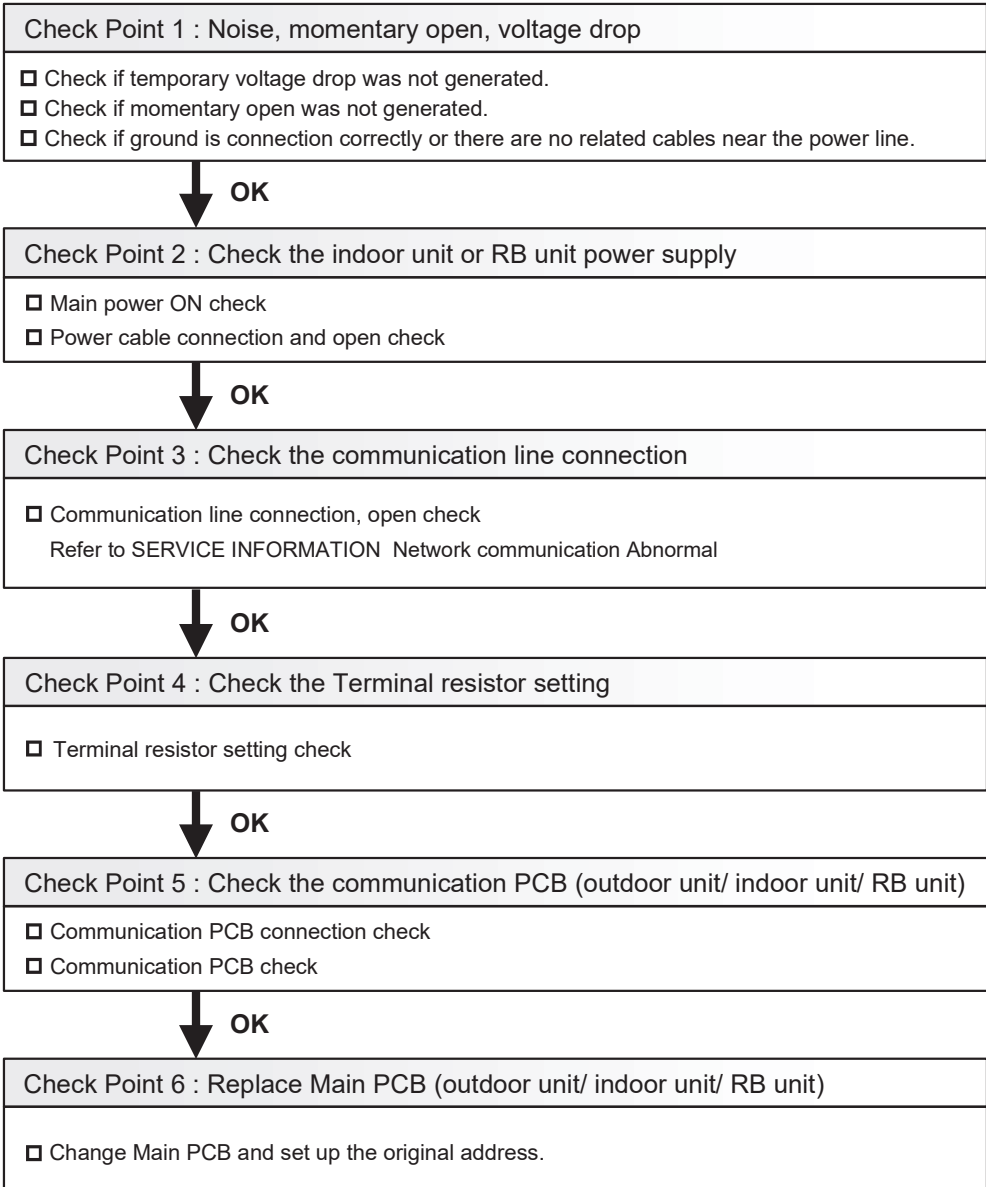 Check Point 1 : Noise, momentary open, voltage drop
Check if temporary voltage drop was not generated.
Check if momentary open was not generated.
Check if ground is connection correctly or there are no related cables near the power line.
OK
Check Point 2 : Check the indoor unit or RB unit power supply
Main power ON check
Power cable connection and open check
OK
Check Point 3 : Check the communication line connection
Communication line connection, open check
Refer to SERVICE INFORMATION Network communication Abnormal
OK
Check Point 4 : Check the Terminal resistor setting
Terminal resistor setting check
OK
Check Point 5 : Check the communication PCB (outdoor unit/ indoor unit/ RB unit)
Communication PCB connection check
Communication PCB check
OK
Check Point 6 : Replace Main PCB (outdoor unit/ indoor unit/ RB unit)
Change Main PCB and set up the original address.